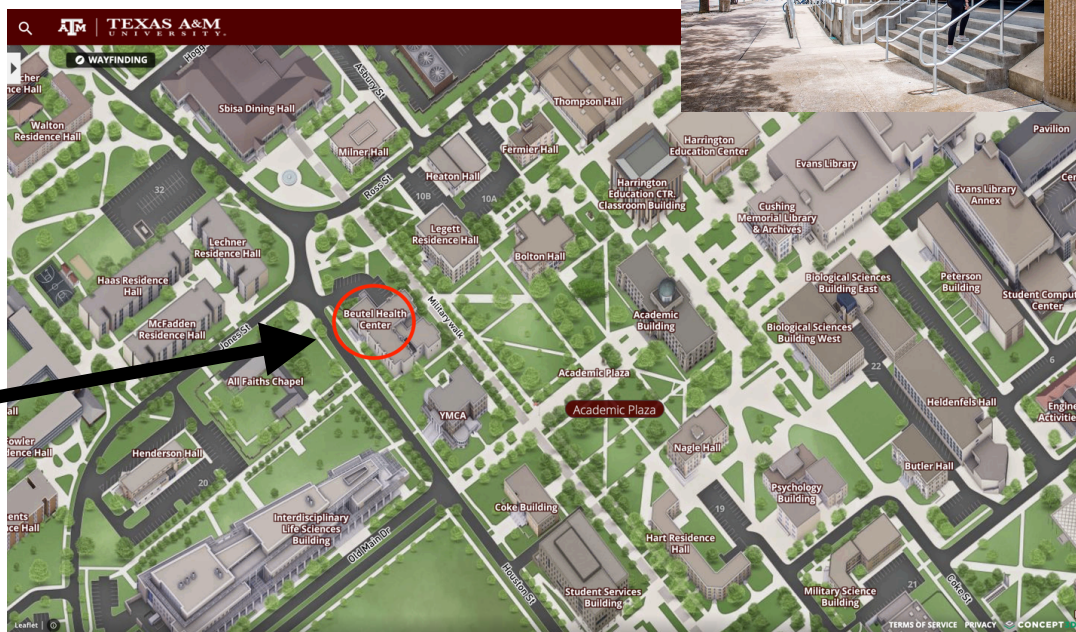 ĀM TEXAS A&M
UNIVERSITY
WAYFINDING
Hogg
Asbury St
Sbisa Dining Hall
Thompson Hall
Walton
Residence Hall
Milner Hall
Fermier Hall
Harrington
Education Center
Pavilion
Evans Library
32
Ross St
Heaton Hall
10B
10A
Harrington
Education CTR.
Classroom Building
Evans Library
Annex
Cushing
Memorial Library
& Archives
Legett
Residence Hall
Lechner
Residence Hall
Bolton Hall
Haas Residence
Hall
Biological Sciences
Building East
Peterson
Building
Student Comput
Center
Beutel Health
Center
Military walk
Academic
Building
McFadden
Residence Hall
Jones St
Biological Sciences
Building West
6
22
Academic Plaza
All Faiths Chapel
Academic Plaza
Heldenfels Hall
YMCA
Engine
Activitie
Henderson Hall
Nagle Hall
Butler Hall
20
Psychology
Building
Coke Building
19
Interdisciplinary
Life Sciences
Building
Old Main Dr
Hart Residence
Hall
Houston St
Student Services
Building
Military Science
Building
21
Coke St
Leaflet
TERMS OF SERVICE PRIVACY CONCEPT